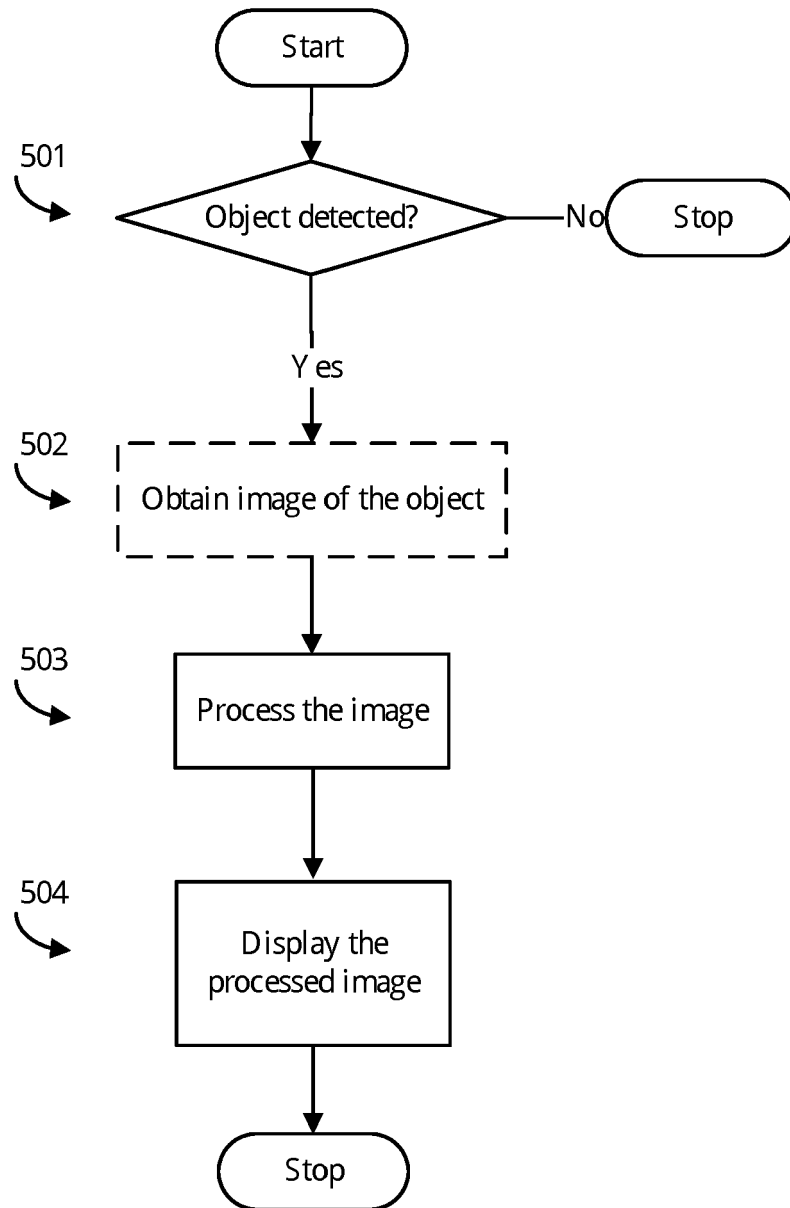 Start
501
Object detected?
No
Stop
Yes
502
Obtain image of the object
503
Process the image
504
Display the
processed image
Stop